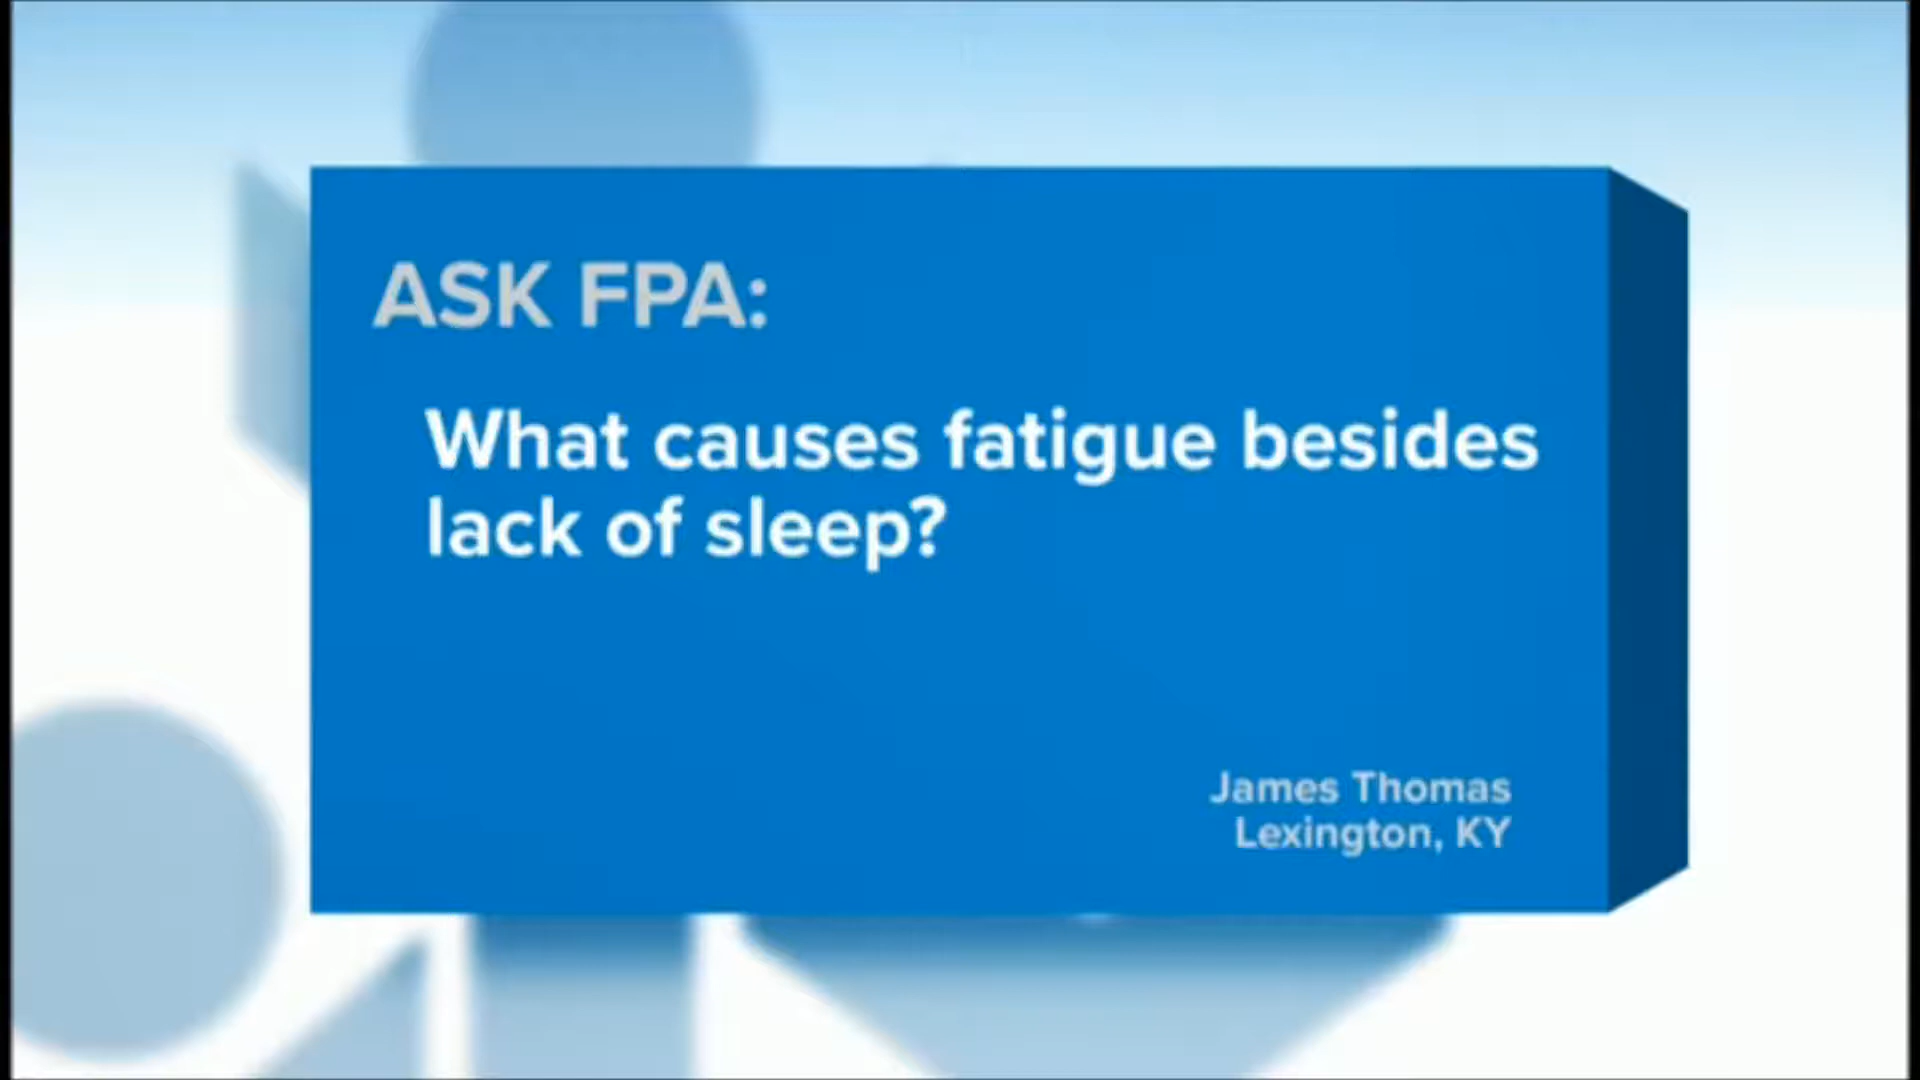 ASK FPA:
What causes fatigue besides
lack of sleep?
James Thomas
Lexington, KY